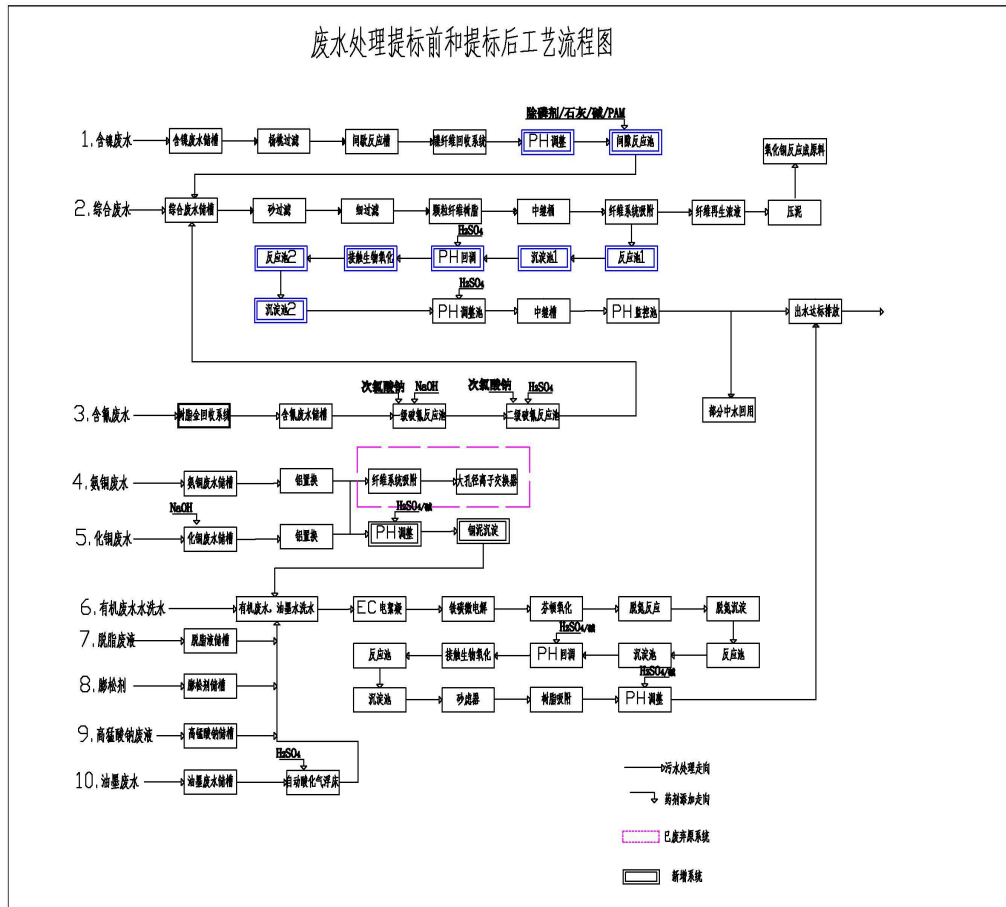 废水处理提标前和提标后工艺流程图
除磷剂/石灰/碱/PAM
1.含镍废水
含镍废水储槽
杨桃过滤
间歇反应槽
镍纤维回收系统
PH调整
间隙反应池
氧化铜反应成原料
2.综合废水
综合废水储槽
砂过滤
细过滤
颗粒纤维树脂
中继桶
纤维系统吸附
纤维再生浓液
压泥
H₂SO₄
反应池2
接触生物氧化
PH回调
沉淀池1
反应池1
H₂SO₄
沉淀池2
PH调整池
中继槽
PH监控池
出水达标排放
部分中水回用
次氯酸钠
NaOH
次氯酸钠
H₂SO₄
3.含氰废水
树脂金回收系统
含氰废水储槽
一级破氰反应池
二级破氰反应池
4.氨铜废水
氨铜废水储槽
铝置换
纤维系统吸附
大孔径离子交换器
NaOH
H₂SO₄/
5.化铜废水
化铜废水储槽
铝置换
PH调整
铜泥沉淀
6.有机废水水洗水
有机废水，油墨水洗水
EC电絮凝
铁碳微电解
芬顿氧化
脱氮反应
脱氮沉淀
H₂SO₄/
7.脱脂废液
脱脂液储槽
反应池
接触生物氧化
PH回调
沉淀池
反应池
H₂SO₄/
8.膨松剂
膨松剂储槽
沉淀池
砂滤器
树脂吸附
PH调整
9.高锰酸钠废液
高锰酸钠储槽
H₂SO₄
10.油墨废水
油墨废水储槽
自动酸化气浮床
污水处理走向
药剂添加走向
已废弃原系统
新增系统